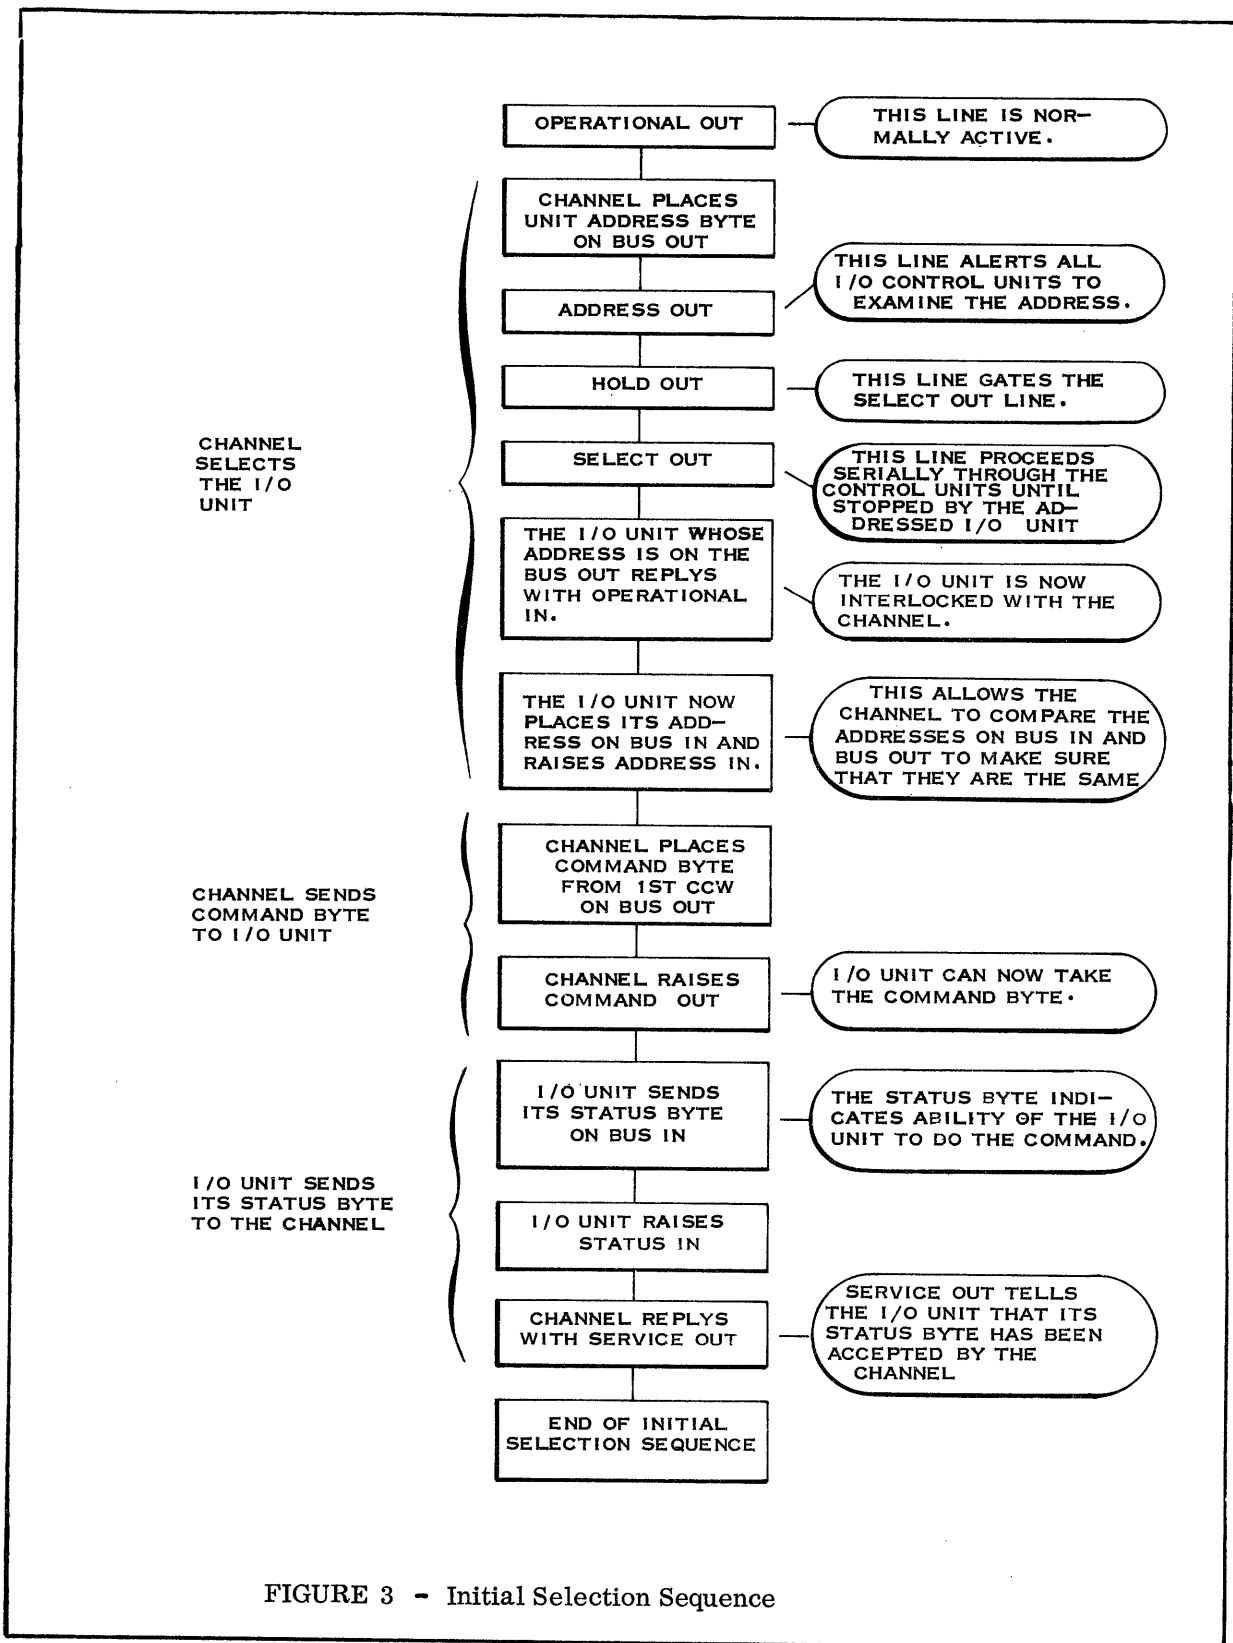 OPERATIONAL OUT
THIS LINE IS NOR-
MALLY ACTIVE.
CHANNEL PLACES
UNIT ADDRESS BYTE
ON BUS OUT
ADDRESS OUT
THIS LINE ALERTS ALL
I/O CONTROL UNITS TO
EXAMINE THE ADDRESS.
HOLD OUT
THIS LINE GATES THE
SELECT OUT LINE.
CHANNEL
SELECTS
THE I/O
UNIT
SELECT OUT
THIS LINE PROCEEDS
SERIALLY THROUGH THE
CONTROL UNITS UNTIL
STOPPED BY THE AD-
DRESSED I/O UNIT
THE I/O UNIT WHOSE
ADDRESS IS ON THE
BUS OUT REPLYS
WITH OPERATIONAL
IN.
THE I/O UNIT IS NOW
INTERLOCKED WITH THE
CHANNEL.
THE I/O UNIT NOW
PLACES ITS ADD-
RESS ON BUS IN AND
RAISES ADDRESS IN.
THIS ALLOWS THE
CHANNEL TO COMPARE THE
ADDRESSES ON BUS IN AND
BUS OUT TO MAKE SURE
THAT THEY ARE THE SAME
CHANNEL SENDS
COMMAND BYTE
TO I/O UNIT
CHANNEL PLACES
COMMAND BYTE
FROM 1ST CCW
ON BUS OUT
CHANNEL RAISES
COMMAND OUT
I/O UNIT CAN NOW TAKE
THE COMMAND BYTE.
I/O UNIT SENDS
ITS STATUS BYTE
TO THE CHANNEL
I/O UNIT SENDS
ITS STATUS BYTE
ON BUS IN
THE STATUS BYTE INDI-
CATES ABILITY OF THE I/O
UNIT TO DO THE COMMAND.
I/O UNIT RAISES
STATUS IN
CHANNEL REPLYS
WITH SERVICE OUT
SERVICE OUT TELLS
THE I/O UNIT THAT ITS
STATUS BYTE HAS BEEN
ACCEPTED BY THE
CHANNEL
END OF INITIAL
SELECTION SEQUENCE
FIGURE 3 - Initial Selection Sequence